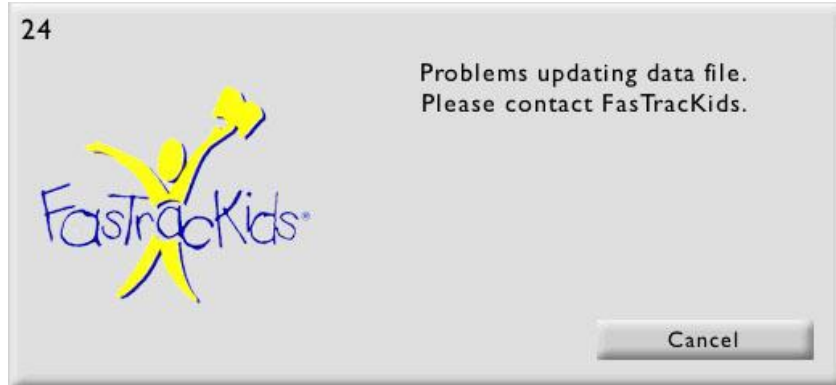 24
Problems updating data file.
Please contact FasTracKids.
FasTracKids®
Cancel